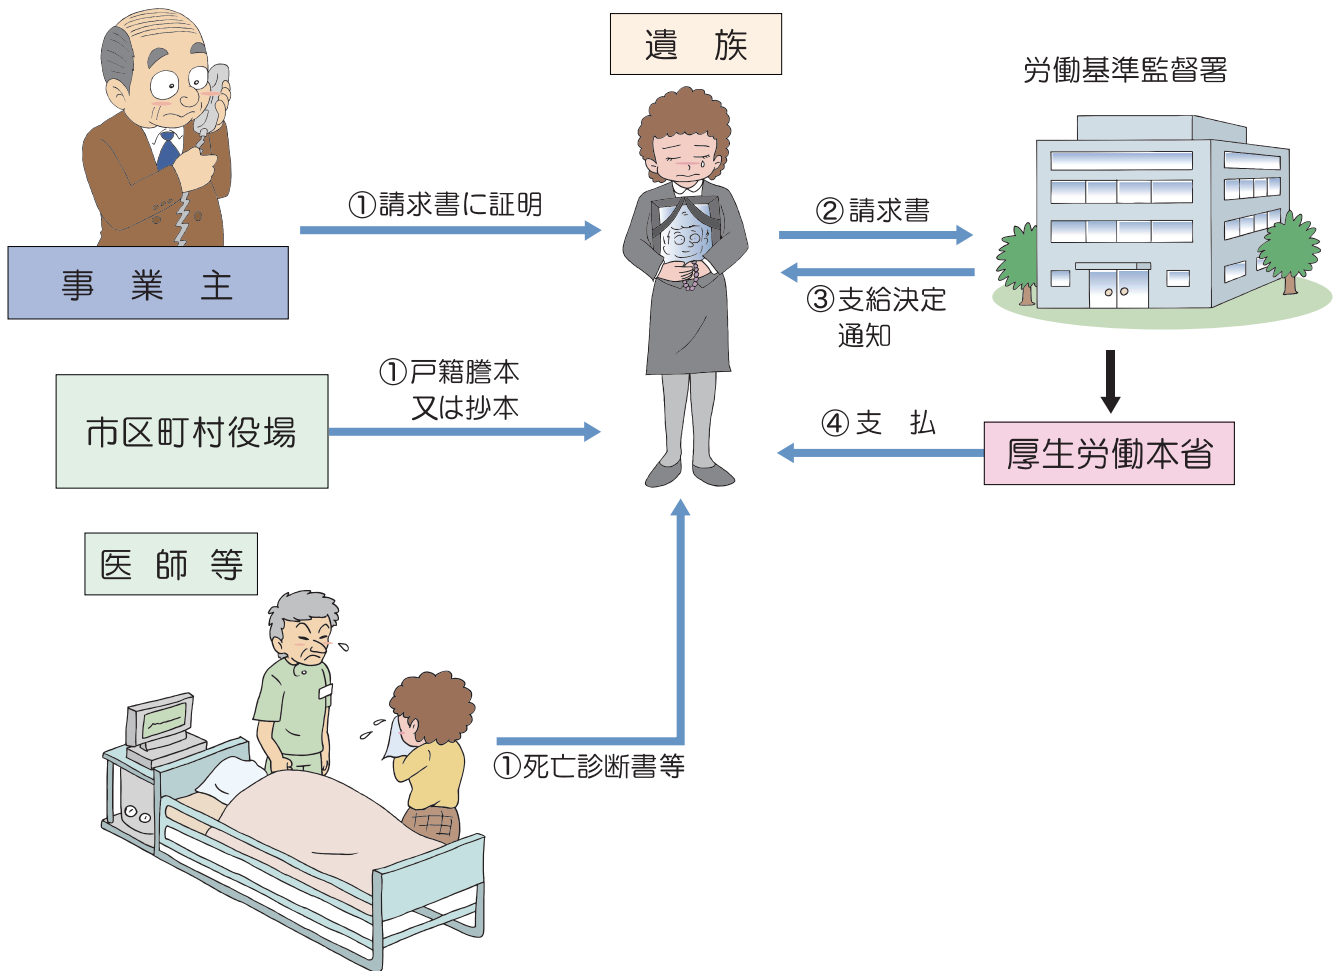 遺 族
労働基準監督署
①請求書に証明
②請求書
事 業 主
③支給決定
通知
①戸籍謄本
又は抄本
市区町村役場
④支 払
厚生労働本省
医 師 等
①死亡診断書等